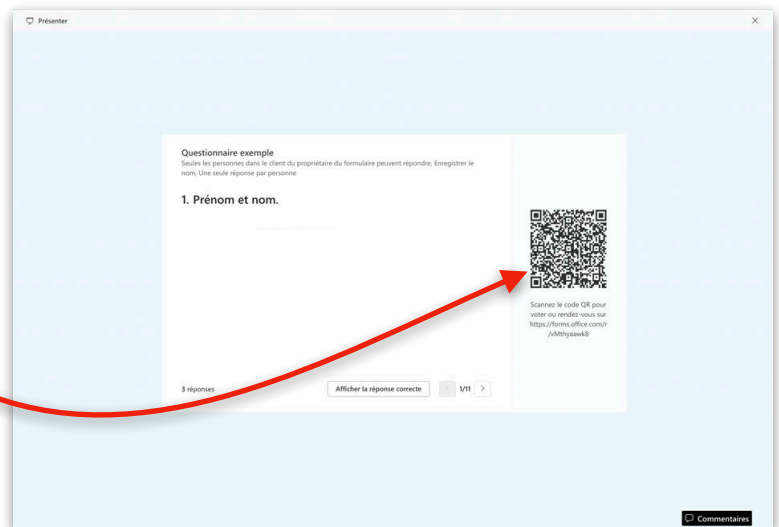 Présenter
Questionnaire exemple
Seules les personnes dans le client du propriétaire du formulaire peuvent répondre, Enregistrer le
nom, Une seule réponse par personne
1. Prénom et nom.
Scannez le code QR pour
voter ou rendez-vous sur
https://forms.office.com/r
/vMthyaawk8
3 réponses
Afficher la réponse correcte
1/11
Commentaires